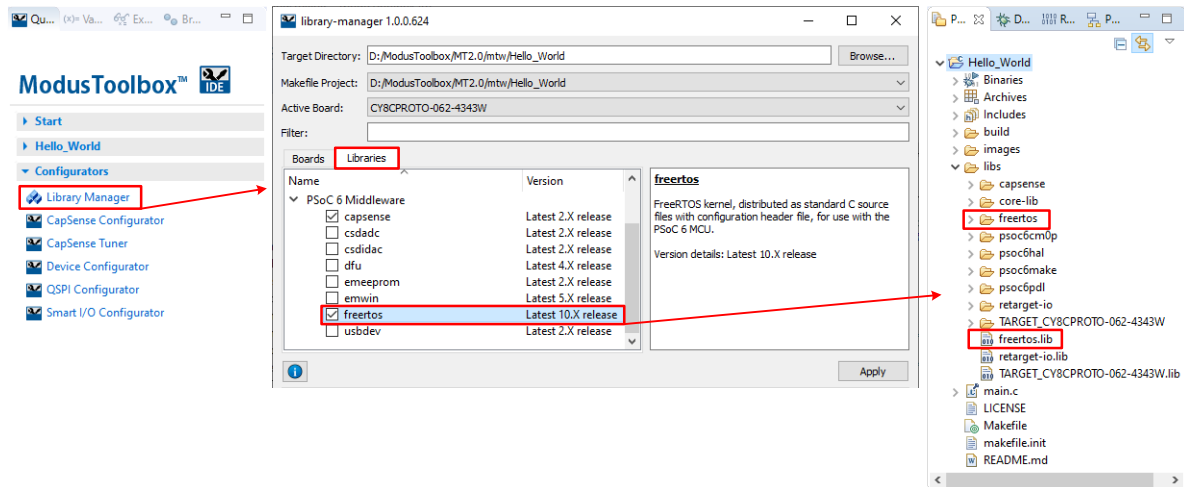 Qu...
(x)= Va...
Ex...
Br...
ModusToolbox™ IDE
Start
Hello_World
Configurators
Library Manager
CapSense Configurator
CapSense Tuner
Device Configurator
QSPI Configurator
Smart I/O Configurator
library-manager 1.0.0.624
Target Directory: D:/ModusToolbox/MT2.0/mtw/Hello_World Browse...
Makefile Project: D:/ModusToolbox/MT2.0/mtw/Hello_World
Active Board: CY8CPROTO-062-4343W
Filter:
Boards Libraries
Name Version
PSoC 6 Middleware
capsense Latest 2.X release
csdadc Latest 2.X release
csdidac Latest 2.X release
dfu Latest 4.X release
emeeprom Latest 2.X release
emwin Latest 5.X release
freertos Latest 10.X release
usbdev Latest 2.X release
freertos
FreeRTOS kernel, distributed as standard C source
files with configuration header file, for use with the
PSoC 6 MCU.
Version details: Latest 10.X release
Apply
P...
D...
R...
P...
Hello_World
Binaries
Archives
Includes
build
images
libs
capsense
core-lib
freertos
psoc6cm0p
psoc6hal
psoc6make
psoc6pdl
retarget-io
TARGET_CY8CPROTO-062-4343W
freertos.lib
retarget-io.lib
TARGET_CY8CPROTO-062-4343W.lib
main.c
LICENSE
Makefile
makefile.init
README.md